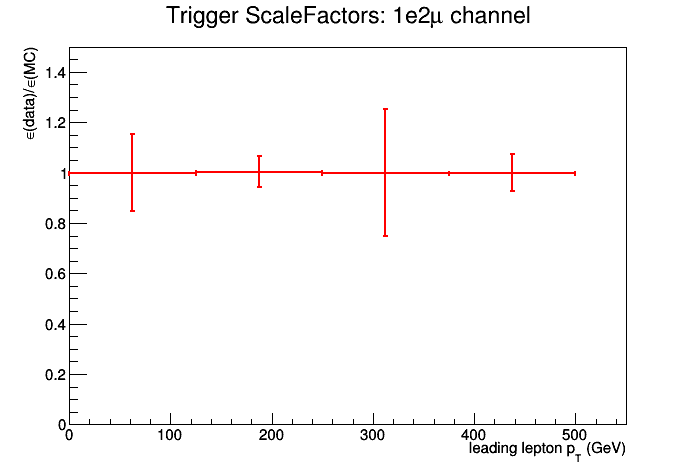 Trigger ScaleFactors: 1e2μ channel
∈(data)/∈(MC)
1.4
1.2
1
0.8
0.6
0.4
0.2
0
0 100 200 300 400 500
leading lepton p_T (GeV)